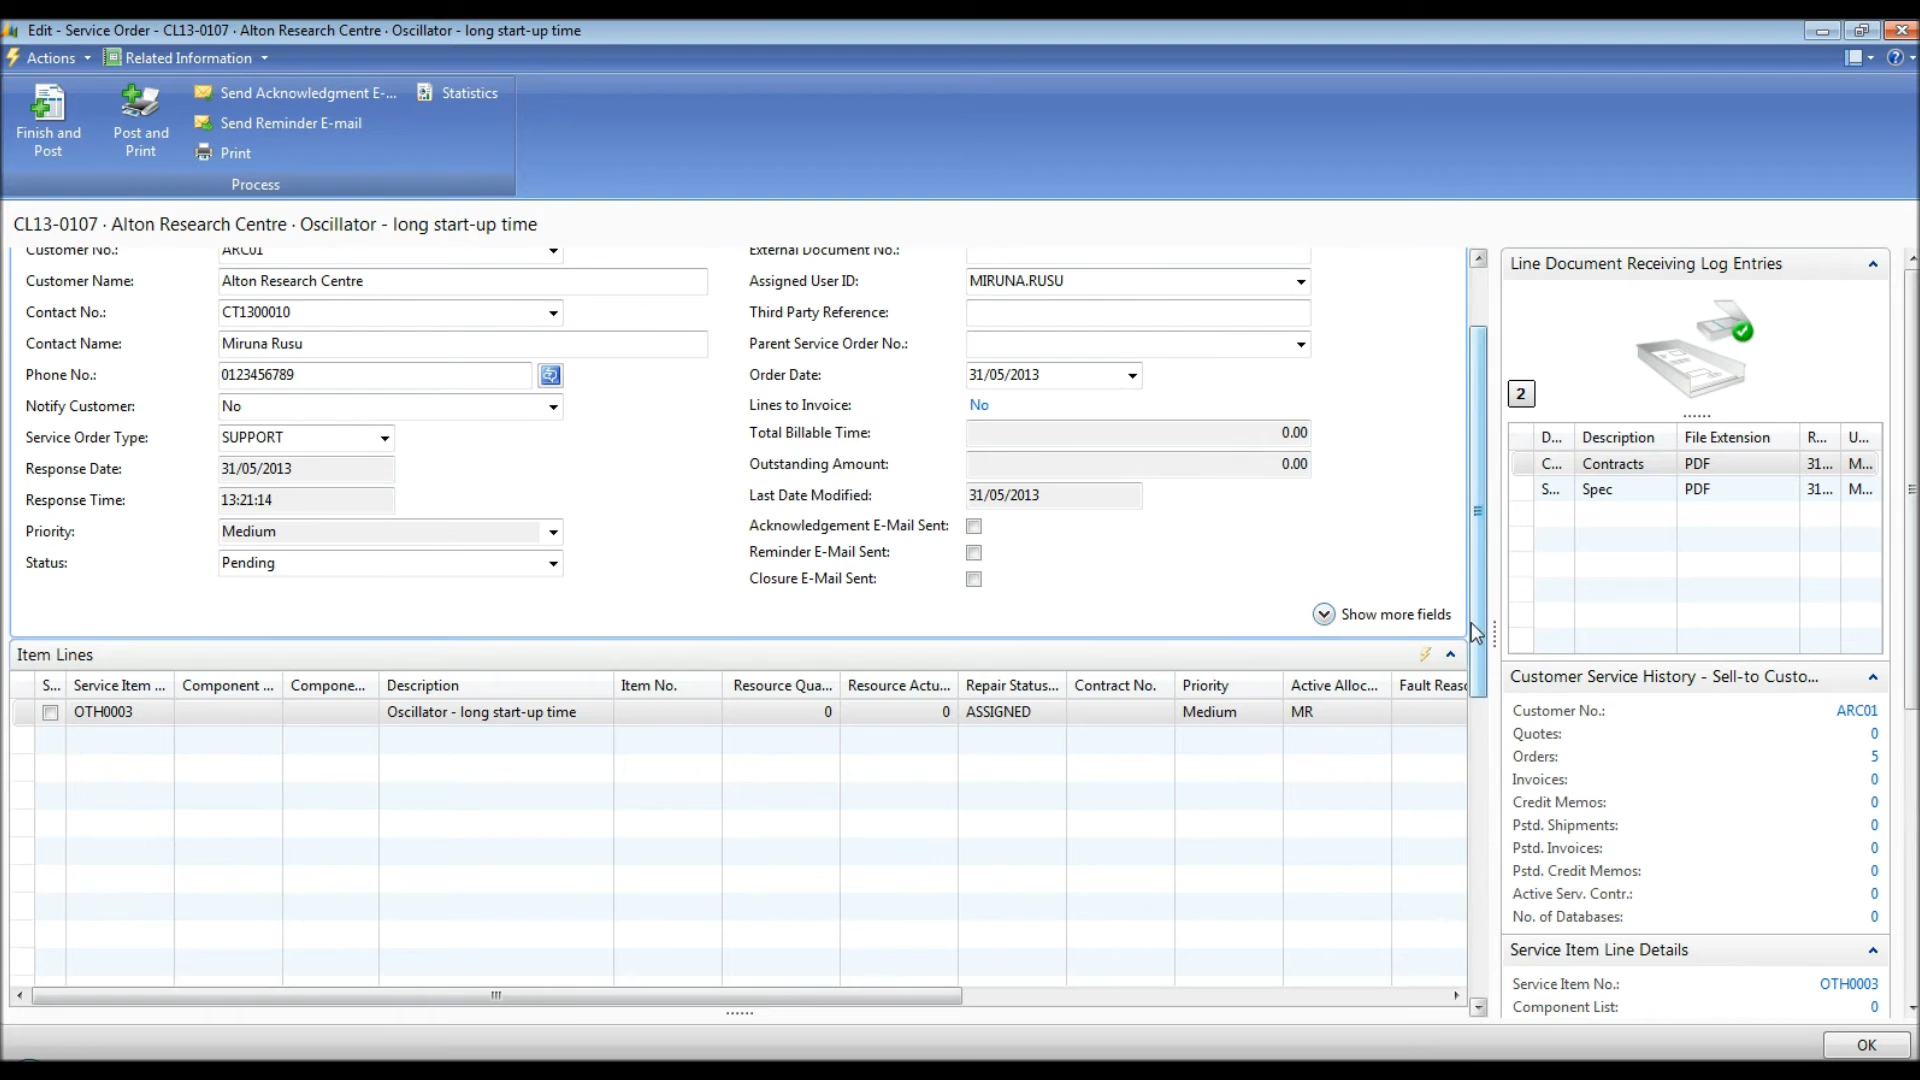 Edit - Service Order - CL13-0107 · Alton Research Centre · Oscillator - long start-up time
Actions
Related Information
Finish and Post
Post and Print
Send Acknowledgment E-...
Send Reminder E-mail
Print
Statistics
Process
CL13-0107 · Alton Research Centre · Oscillator - long start-up time
Customer No.: ARC01
Customer Name: Alton Research Centre
Contact No.: CT1300010
Contact Name: Miruna Rusu
Phone No.: 0123456789
Notify Customer: No
Service Order Type: SUPPORT
Response Date: 31/05/2013
Response Time: 13:21:14
Priority: Medium
Status: Pending
External Document No.:
Assigned User ID: MIRUNA.RUSU
Third Party Reference:
Parent Service Order No.:
Order Date: 31/05/2013
Lines to Invoice: No
Total Billable Time: 0.00
Outstanding Amount: 0.00
Last Date Modified: 31/05/2013
Acknowledgement E-Mail Sent:
Reminder E-Mail Sent:
Closure E-Mail Sent:
Show more fields
Item Lines
S... Service Item ... Component ... Compone... Description Item No. Resource Qua... Resource Actu... Repair Status... Contract No. Priority Active Alloc... Fault Reaso
OTH0003 Oscillator - long start-up time 0 0 ASSIGNED Medium MR
Line Document Receiving Log Entries
2
D... Description File Extension R... U...
C... Contracts PDF 31... M...
S... Spec PDF 31... M...
Customer Service History - Sell-to Custo...
Customer No.: ARC01
Quotes: 0
Orders: 5
Invoices: 0
Credit Memos: 0
Pstd. Shipments: 0
Pstd. Invoices: 0
Pstd. Credit Memos: 0
Active Serv. Contr.: 0
No. of Databases: 0
Service Item Line Details
Service Item No.: OTH0003
Component List: 0
OK